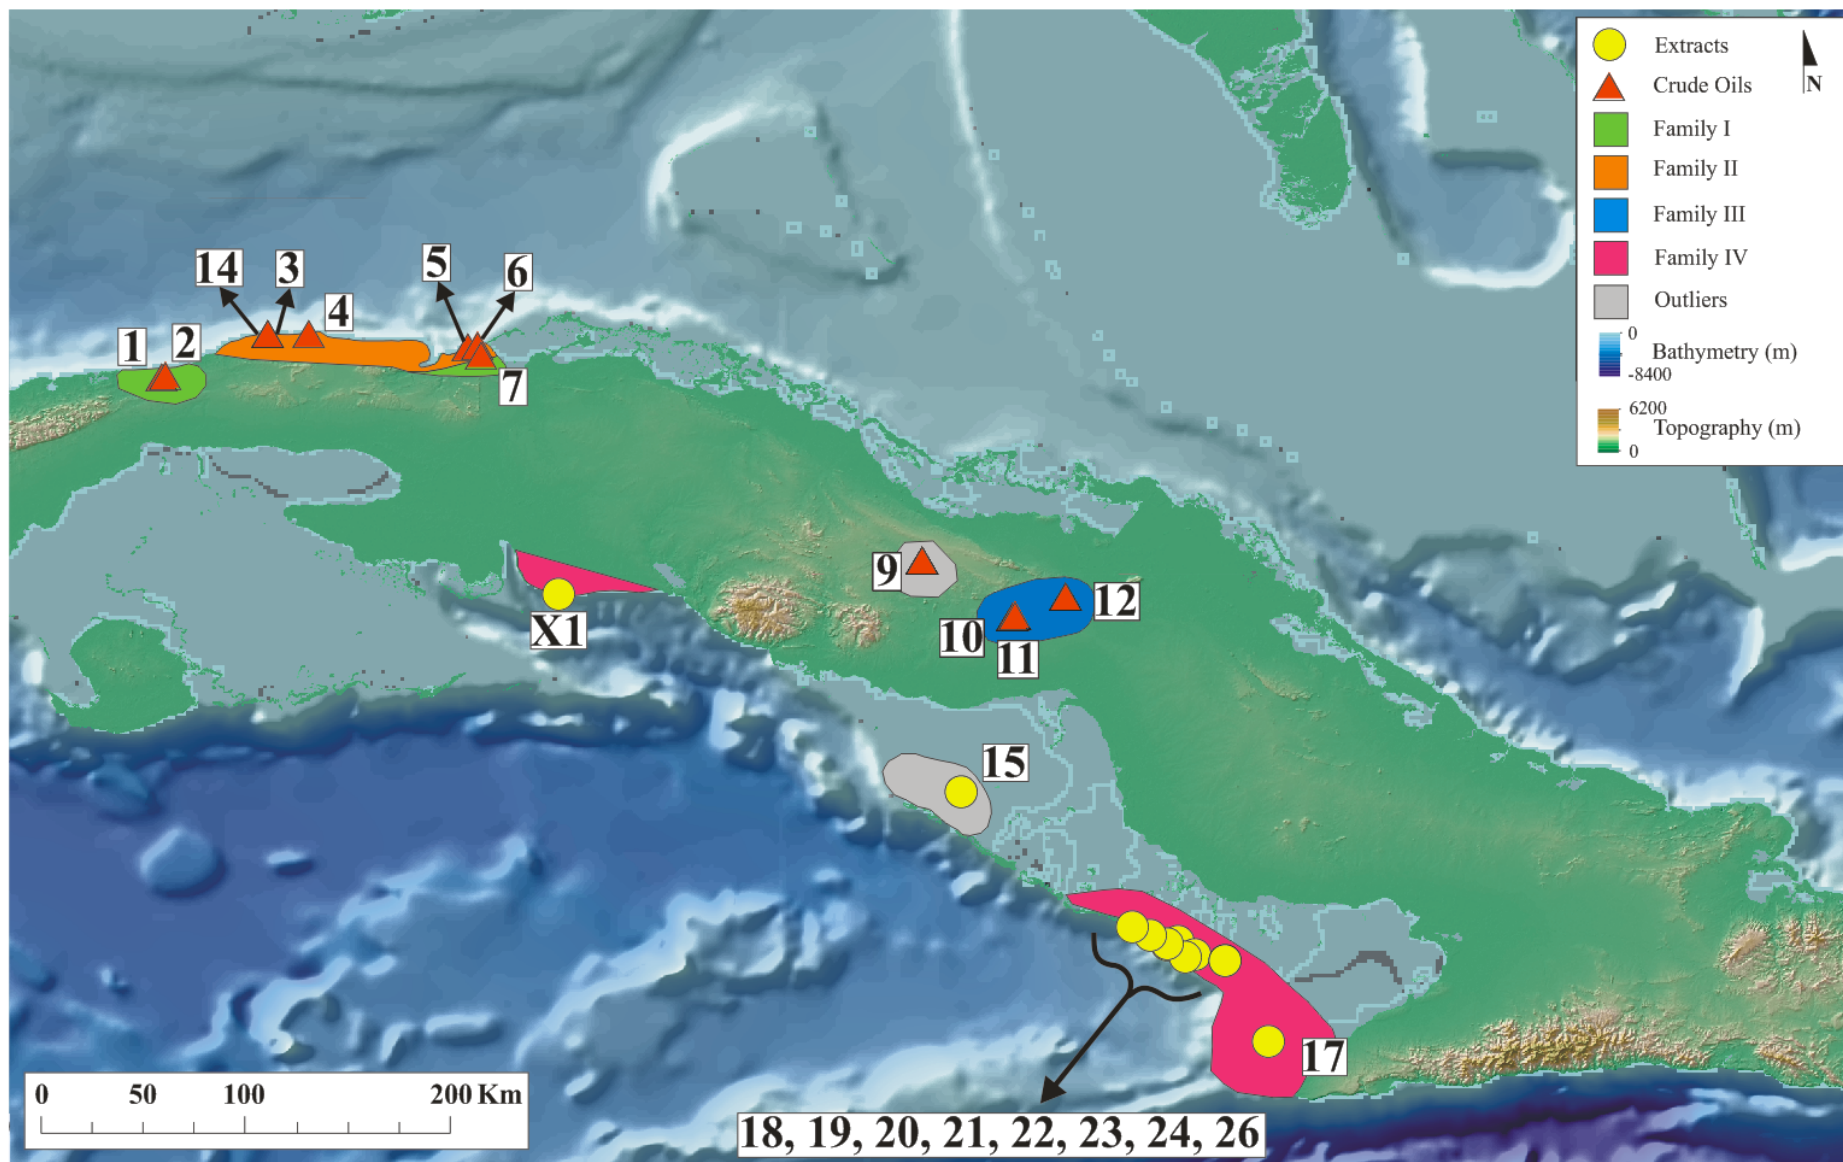 Extracts
Crude Oils
N
Family I
Family II
Family III
Family IV
Outliers
0
Bathymetry (m)
-8400
6200
Topography (m)
0
14
3
5
6
4
1
2
7
9
12
10
11
X1
15
17
0 50 100 200 Km
18, 19, 20, 21, 22, 23, 24, 26